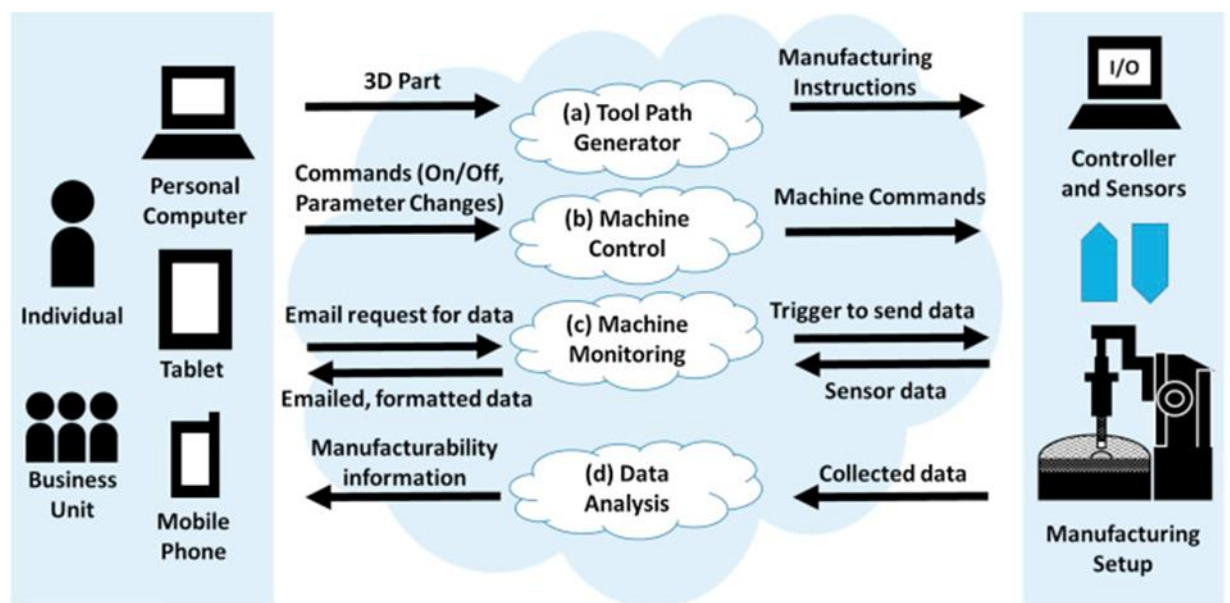 Personal
Computer
Individual
Tablet
Business
Unit
Mobile
Phone
3D Part
(a) Tool Path
Generator
Manufacturing
Instructions
Commands (On/Off,
Parameter Changes)
(b) Machine
Control
Machine Commands
Email request for data
(c) Machine
Monitoring
Trigger to send data
Emailed, formatted data
Sensor data
Manufacturability
information
(d) Data
Analysis
Collected data
I/O
Controller
and Sensors
Manufacturing
Setup